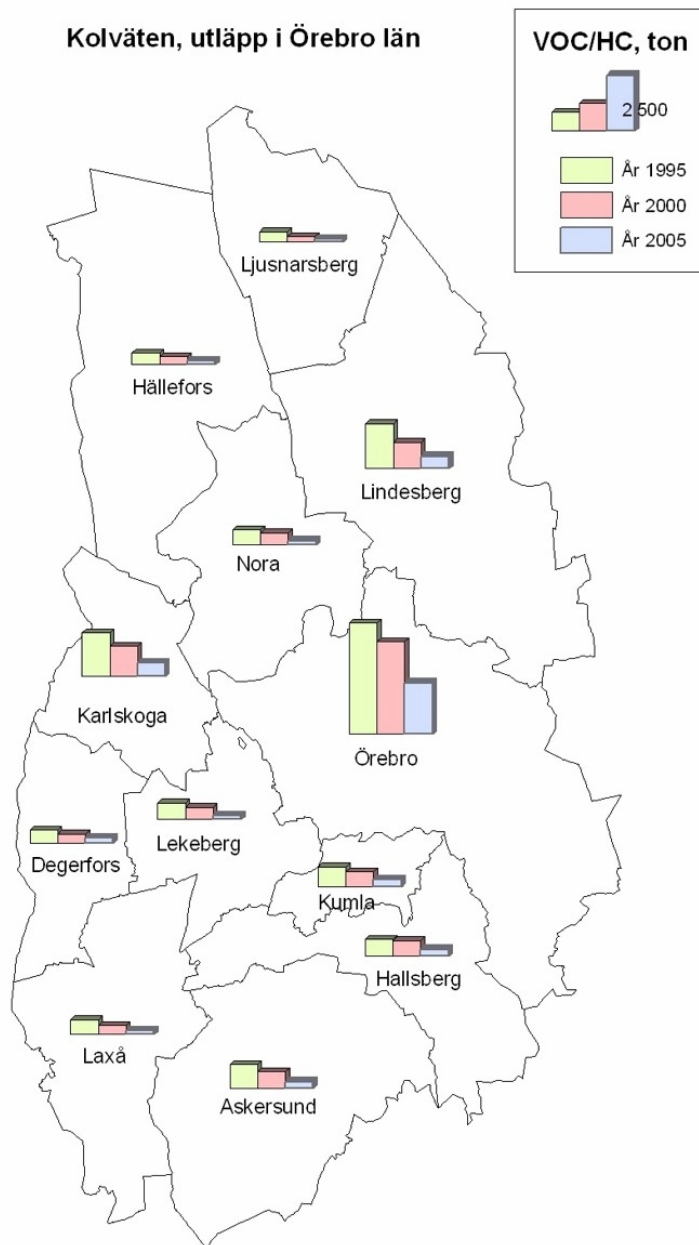 Kolväten, utläpp i Örebro län
VOC/HC, ton
2 500
År 1995
År 2000
År 2005
Ljusnarsberg
Hällefors
Lindesberg
Nora
Karlskoga
Örebro
Lekeberg
Degerfors
Kumla
Hallsberg
Laxå
Askersund